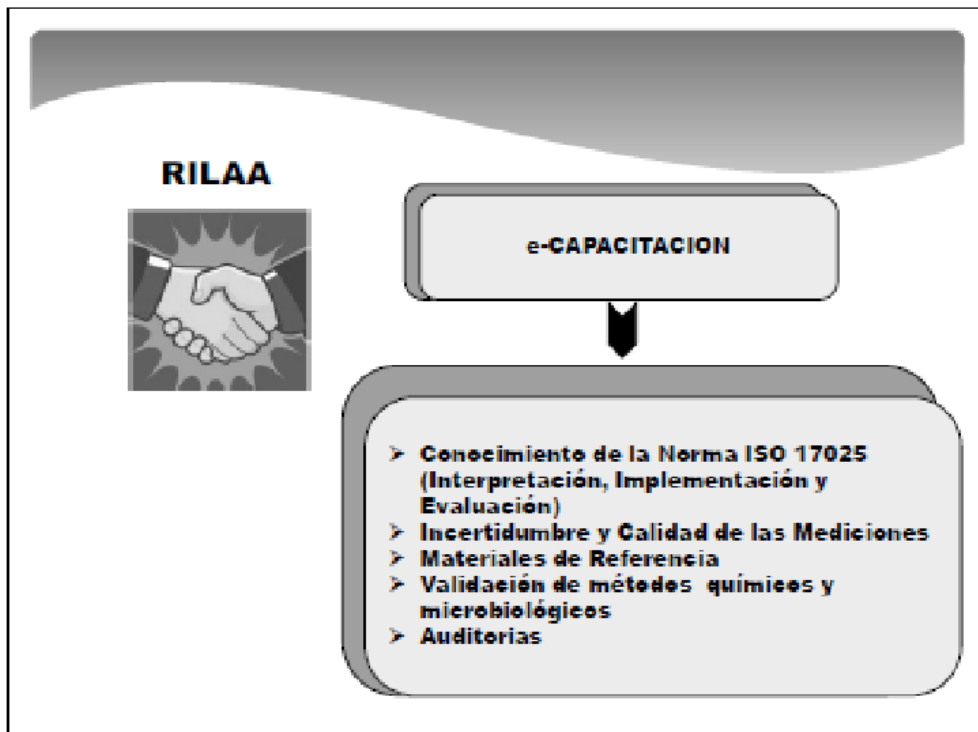 RILAA
e-CAPACITACION
➢ Conocimiento de la Norma ISO 17025
(Interpretación, Implementación y
Evaluación)
➢ Incertidumbre y Calidad de las Mediciones
➢ Materiales de Referencia
➢ Validación de métodos químicos y
microbiológicos
➢ Auditorias